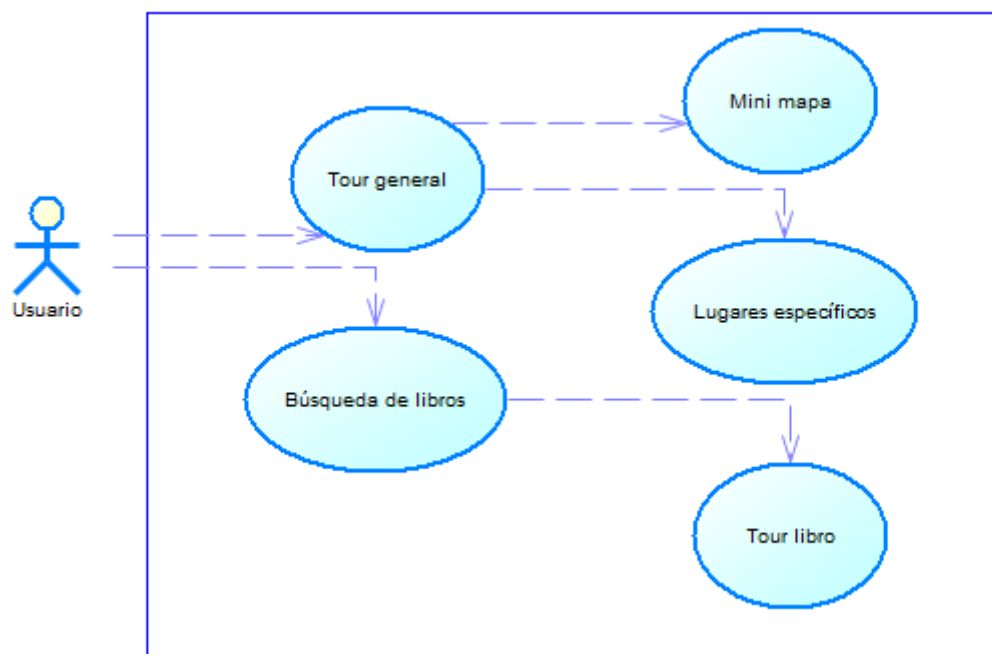 Mini mapa
Tour general
Usuario
Lugares específicos
Búsqueda de libros
Tour libro